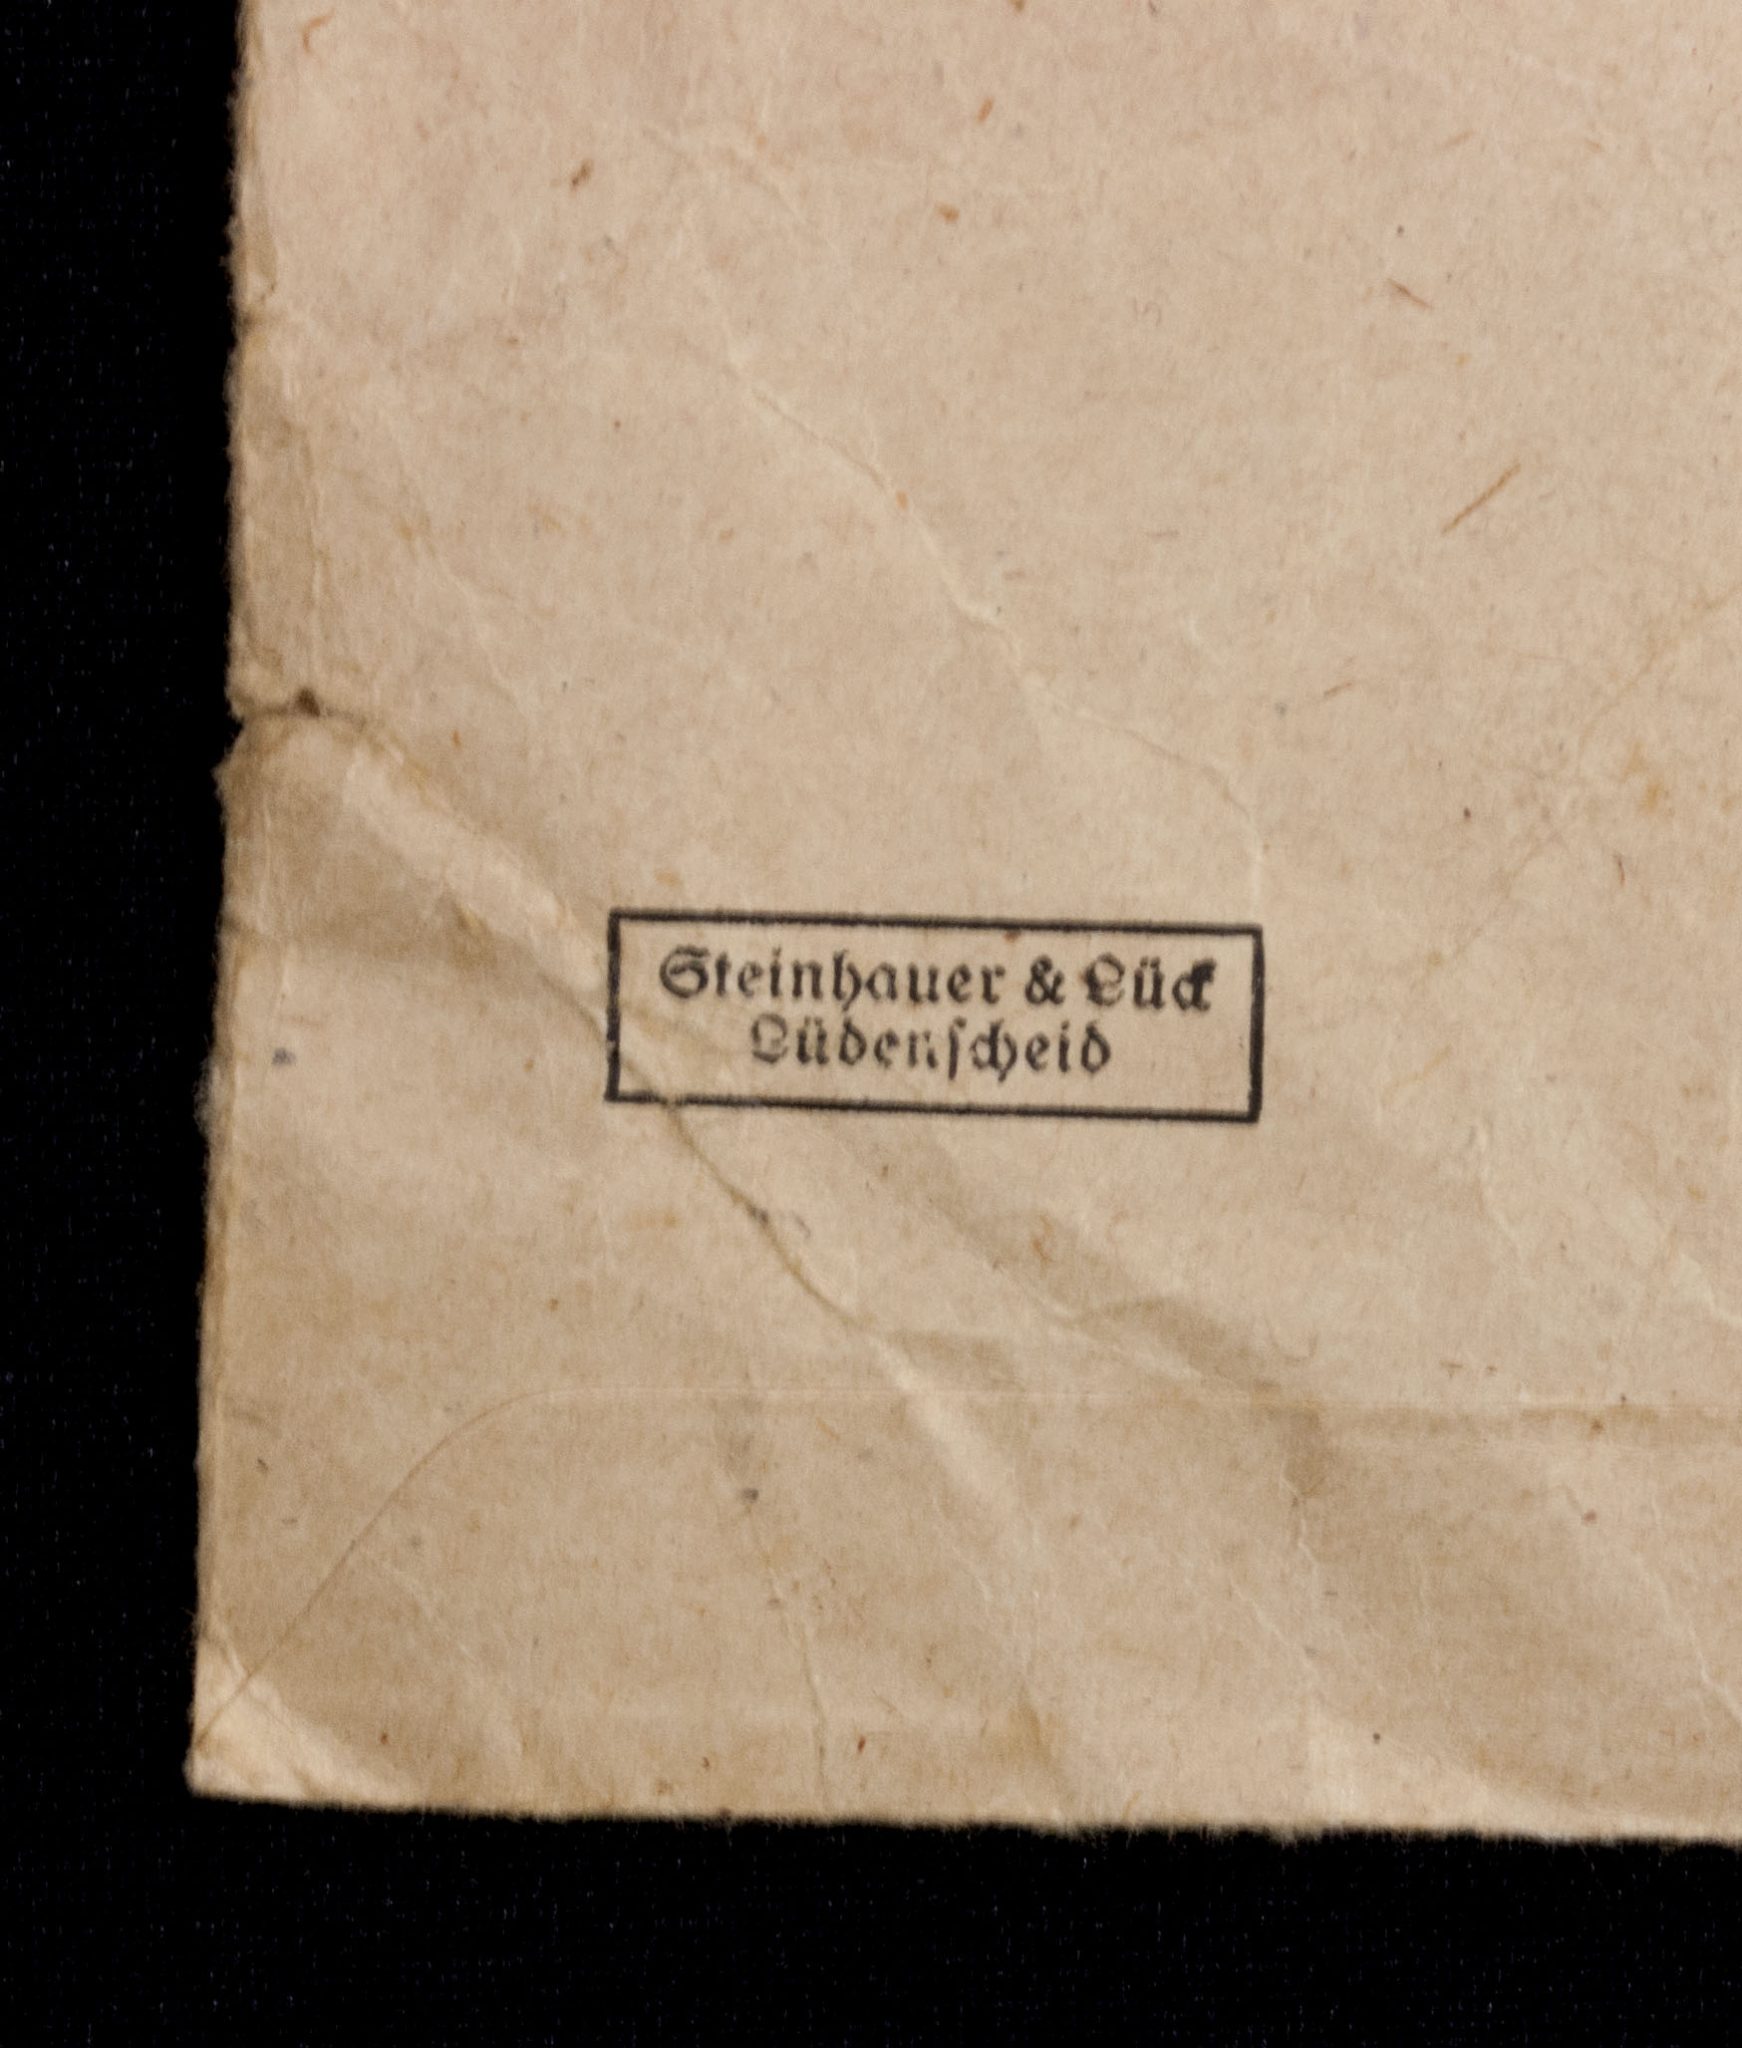 Steinhauer & Lück
Lüdenscheid